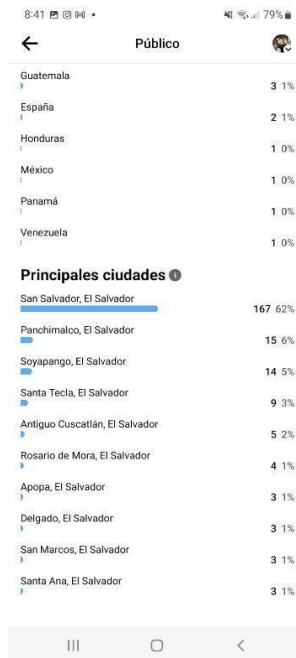 8:41
79%
Público
Guatemala
3 1%
España
2 1%
Honduras
1 0%
México
1 0%
Panamá
1 0%
Venezuela
1 0%
Principales ciudades
San Salvador, El Salvador
167 62%
Panchimalco, El Salvador
15 6%
Soyapango, El Salvador
14 5%
Santa Tecla, El Salvador
9 3%
Antiguo Cuscatlán, El Salvador
5 2%
Rosario de Mora, El Salvador
4 1%
Apopa, El Salvador
3 1%
Delgado, El Salvador
3 1%
San Marcos, El Salvador
3 1%
Santa Ana, El Salvador
3 1%